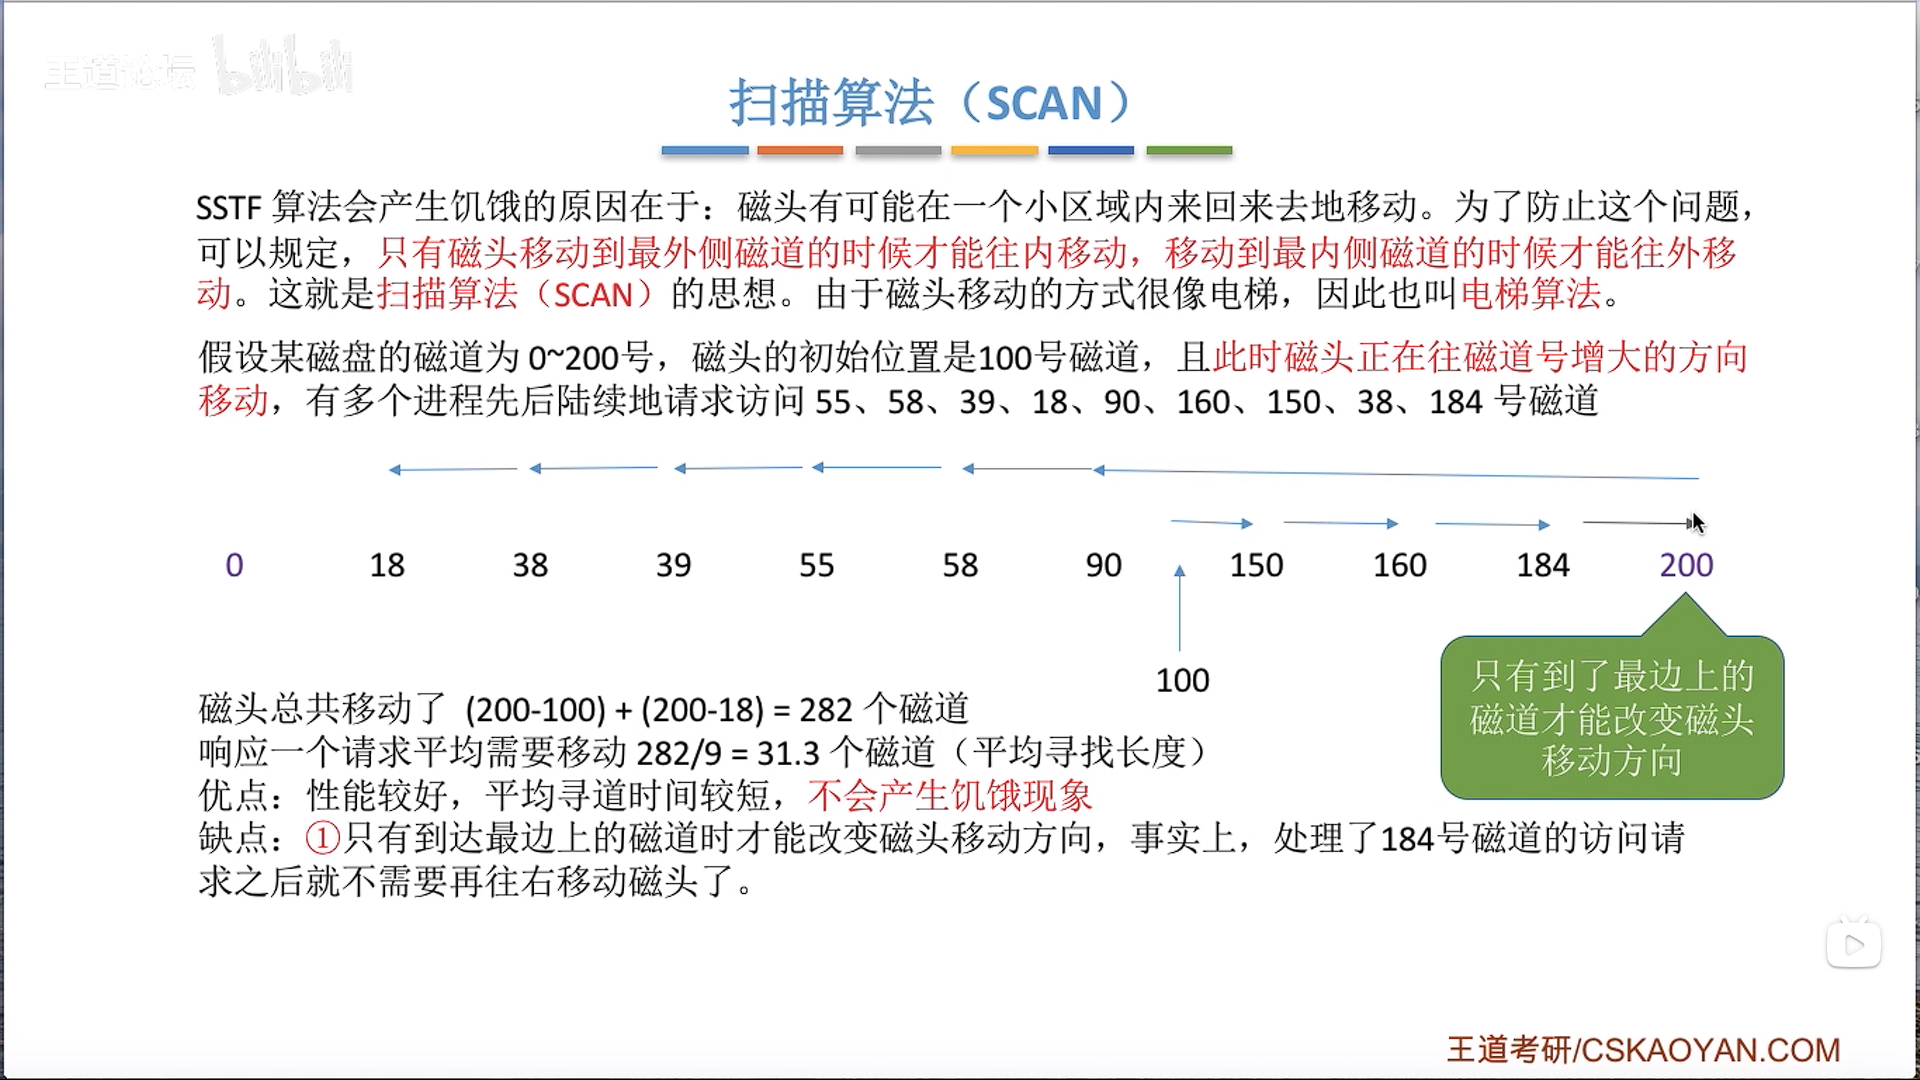 王道论坛 bilibili
扫描算法（SCAN）
SSTF 算法会产生饥饿的原因在于：磁头有可能在一个小区域内来回来去地移动。为了防止这个问题，
可以规定，只有磁头移动到最外侧磁道的时候才能往内移动，移动到最内侧磁道的时候才能往外移
动。这就是扫描算法（SCAN）的思想。由于磁头移动的方式很像电梯，因此也叫电梯算法。
假设某磁盘的磁道为 0~200号，磁头的初始位置是100号磁道，且此时磁头正在往磁道号增大的方向
移动，有多个进程先后陆续地请求访问 55、58、39、18、90、160、150、38、184 号磁道
0 18 38 39 55 58 90 150 160 184 200
100
只有到了最边上的
磁道才能改变磁头
移动方向
磁头总共移动了 (200-100) + (200-18) = 282 个磁道
响应一个请求平均需要移动 282/9 = 31.3 个磁道（平均寻找长度）
优点：性能较好，平均寻道时间较短，不会产生饥饿现象
缺点：①只有到达最边上的磁道时才能改变磁头移动方向，事实上，处理了184号磁道的访问请
求之后就不需要再往右移动磁头了。
王道考研/CSKAOYAN.COM